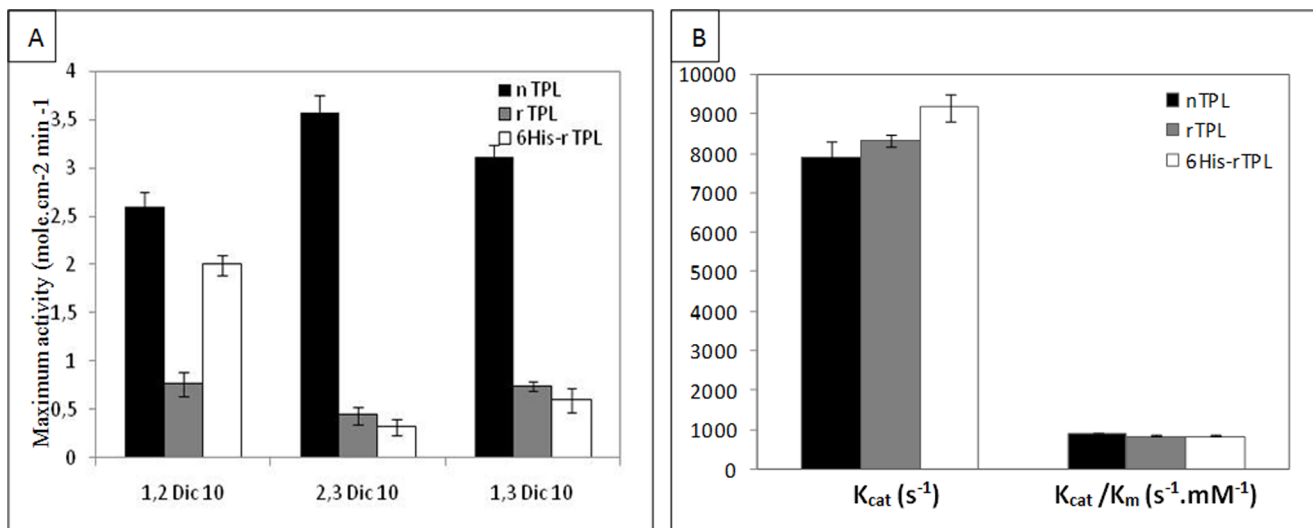 A
Maximum activity (mole.cm-2 min -1
4
3,5
3
2,5
2
1,5
1
0,5
0
n TPL
r TPL
6His-r TPL
1,2 Dic 10
2,3 Dic 10
1,3 Dic 10
B
10000
9000
8000
7000
6000
5000
4000
3000
2000
1000
0
nTPL
rTPL
6His-rTPL
Kcat (s⁻¹)
Kcat /Km (s⁻¹.mM⁻¹)